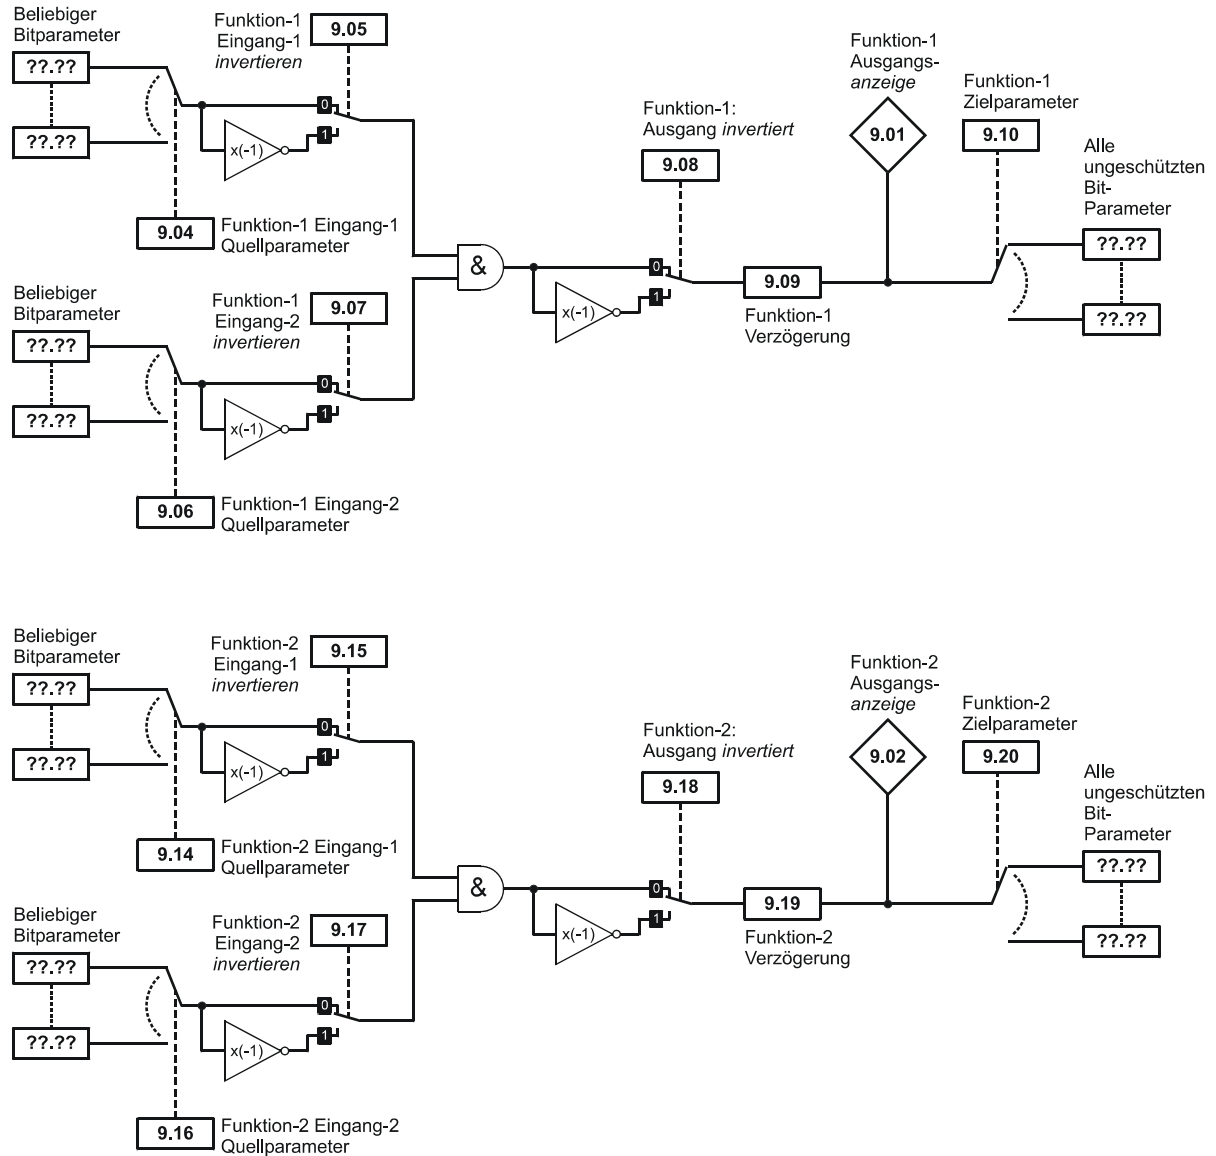 Beliebiger
Bitparameter
??.??
??.??
Funktion-1
Eingang-1
invertieren
9.05
0
1
x(-1)
9.04
Funktion-1 Eingang-1
Quellparameter
Beliebiger
Bitparameter
??.??
??.??
Funktion-1
Eingang-2
invertieren
9.07
0
1
x(-1)
9.06
Funktion-1 Eingang-2
Quellparameter
&
Funktion-1:
Ausgang invertiert
9.08
0
1
x(-1)
9.09
Funktion-1
Verzögerung
Funktion-1
Ausgangs-
anzeige
9.01
Funktion-1
Zielparameter
9.10
Alle
ungeschützten
Bit-
Parameter
??.??
??.??
Beliebiger
Bitparameter
??.??
??.??
Funktion-2
Eingang-1
invertieren
9.15
0
1
x(-1)
9.14
Funktion-2 Eingang-1
Quellparameter
Beliebiger
Bitparameter
??.??
??.??
Funktion-2
Eingang-2
invertieren
9.17
0
1
x(-1)
9.16
Funktion-2 Eingang-2
Quellparameter
&
Funktion-2:
Ausgang invertiert
9.18
0
1
x(-1)
9.19
Funktion-2
Verzögerung
Funktion-2
Ausgangs-
anzeige
9.02
Funktion-2
Zielparameter
9.20
Alle
ungeschützten
Bit-
Parameter
??.??
??.??